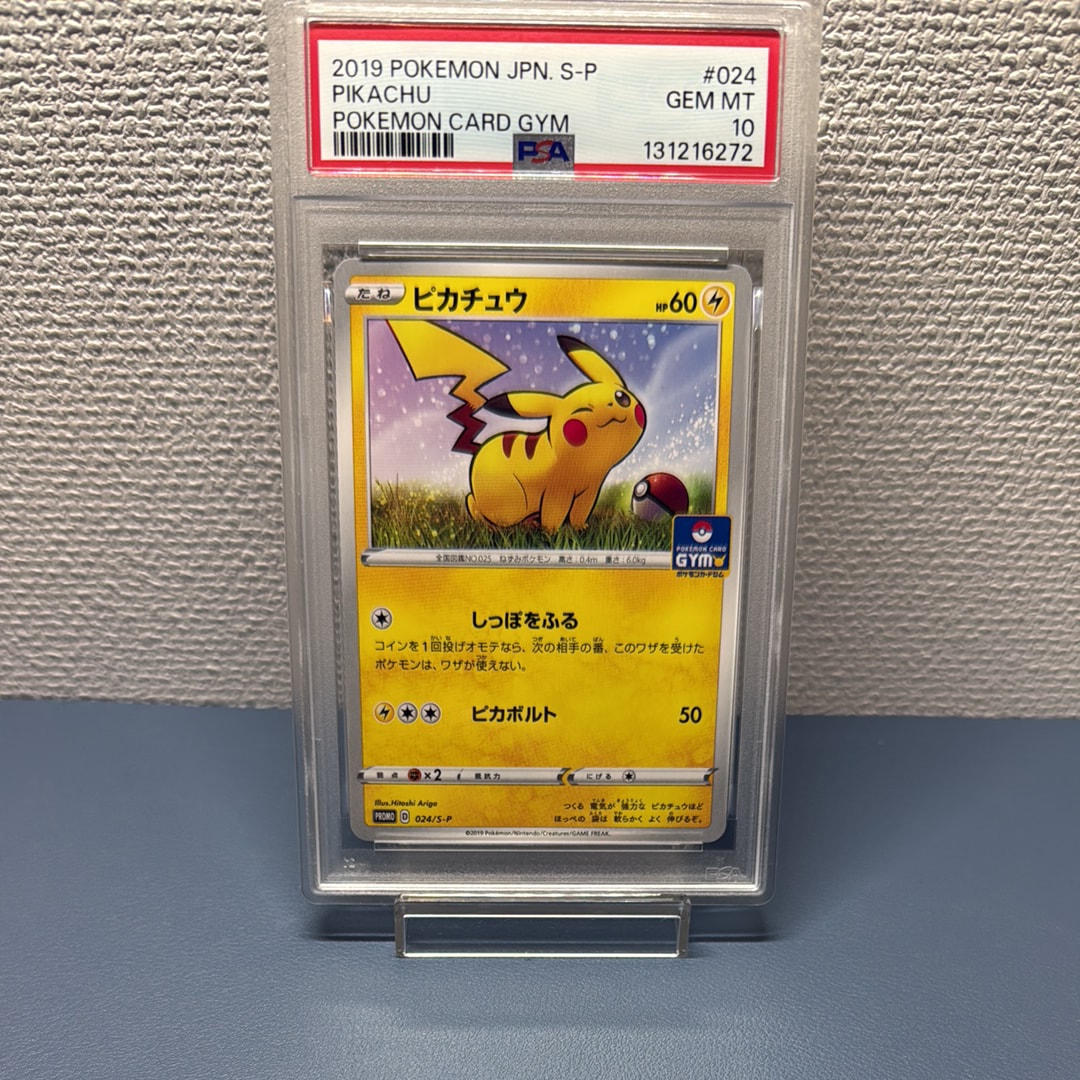 2019 POKEMON JPN. S-P #024
PIKACHU GEM MT
POKEMON CARD GYM 10
PSA 131216272
たね ピカチュウ HP60
全国図鑑NO.025 ねずみポケモン 高さ:0.4m 重さ:6.0kg
POKÉMON CARD
GYM
ポケモンカードジム
しっぽをふる
コインを1回投げオモテなら、次の相手の番、このワザを受けた
ポケモンは、ワザが使えない。
ピカボルト 50
弱点 ×2 抵抗力 にげる
Illus.Hitoshi Ariga
PROMO D 024/S-P
つくる 電気が 強力な ピカチュウほど
ほっぺの 袋は 軟らかく よく 伸びるぞ。
©2019 Pokémon/Nintendo/Creatures/GAME FREAK.
PSA